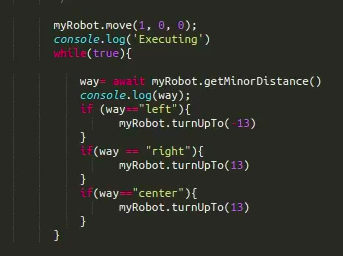 myRobot.move(1, 0, 0);
console.log('Executing')
while(true){
way= await myRobot.getMinorDistance()
console.log(way);
if (way=="left"){
myRobot.turnUpTo(-13)
}
if(way == "right"){
myRobot.turnUpTo(13)
}
if(way=="center"){
myRobot.turnUpTo(13)
}
}